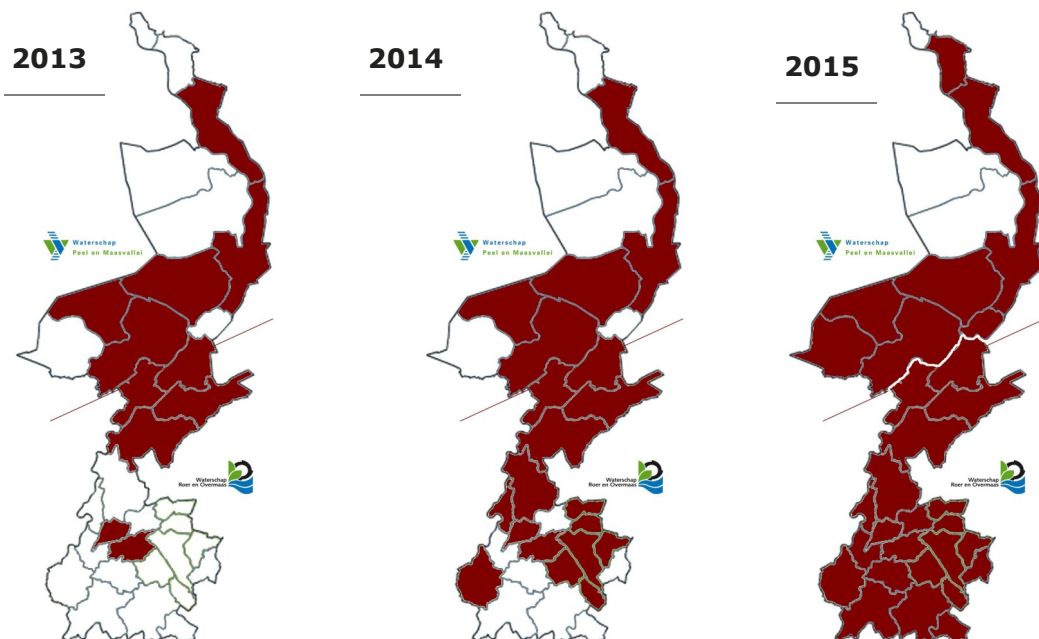 2013
2014
2015
Waterschap
Peel en Maasvallei
Waterschap
Peel en Maasvallei
Waterschap
Peel en Maasvallei
Waterschap
Roer en Overmaas
Waterschap
Roer en Overmaas
Waterschap
Roer en Overmaas